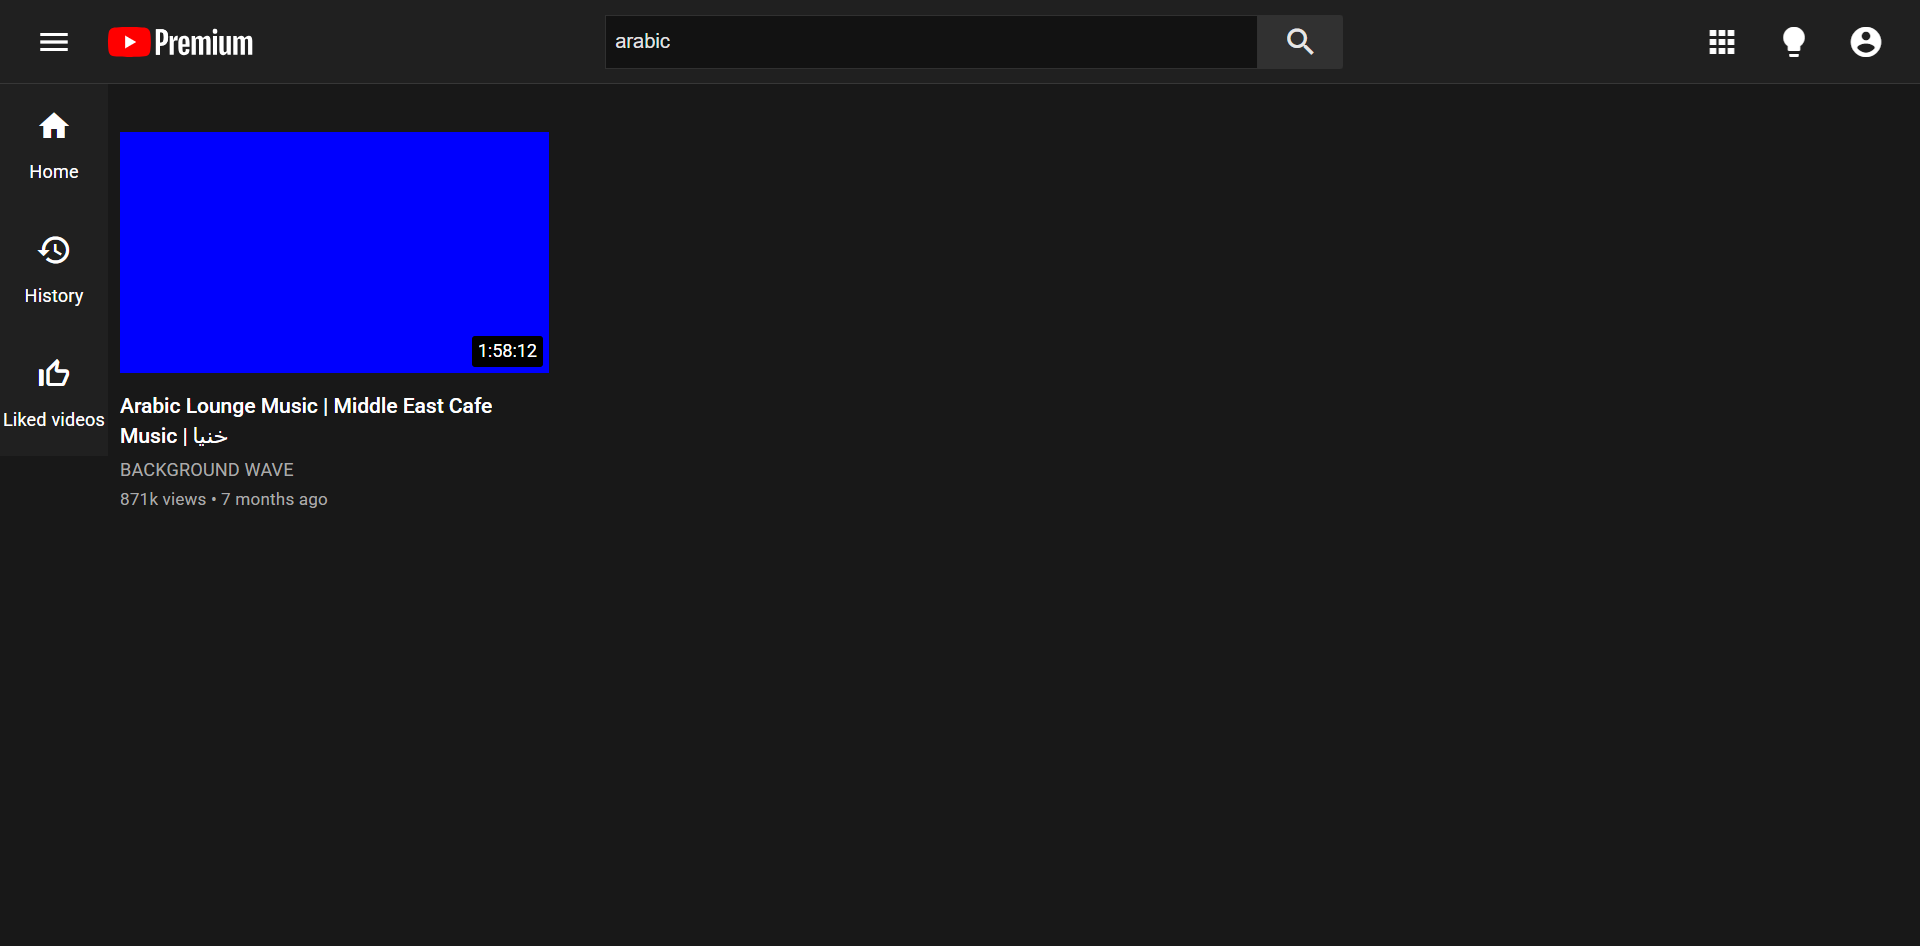 Premium
arabic
Home
History
Liked videos
1:58:12
Arabic Lounge Music | Middle East Cafe
Music | خنيا
BACKGROUND WAVE
871k views • 7 months ago